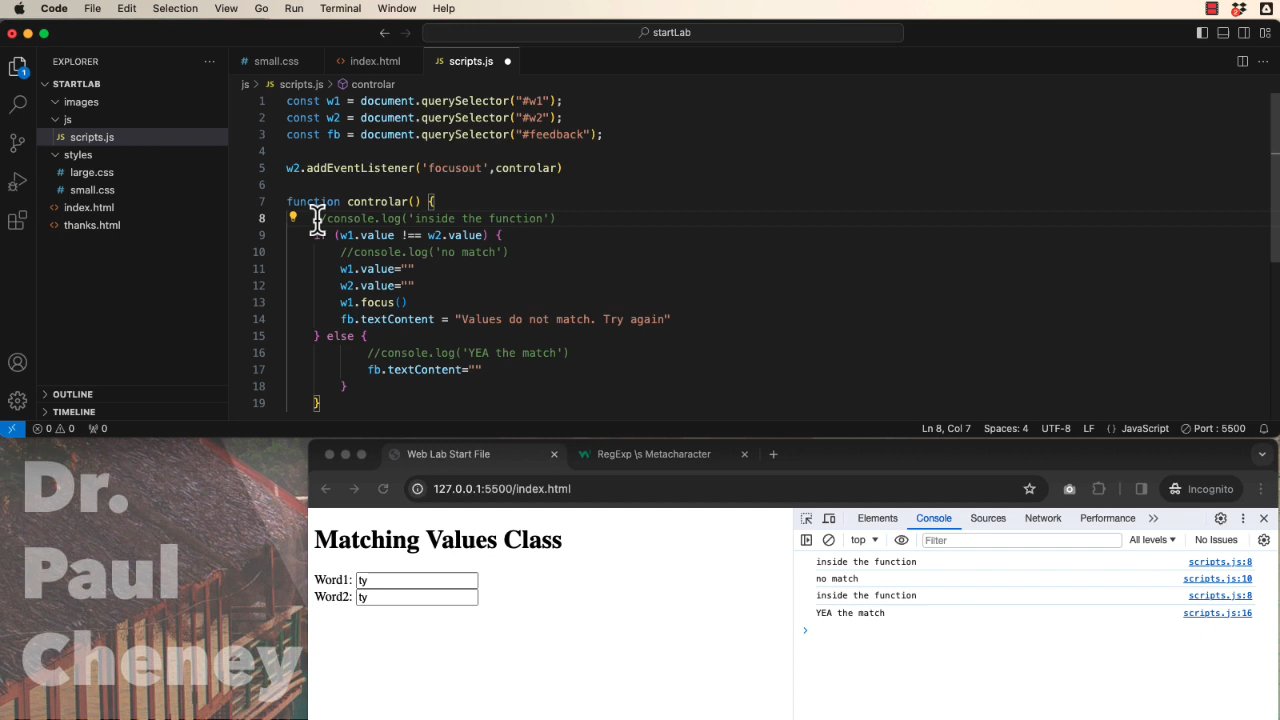 Code File Edit Selection View Go Run Terminal Window Help
startLab
EXPLORER
small.css
index.html
scripts.js
STARTLAB
js > JS scripts.js > controlar
images
js
JS scripts.js
styles
large.css
small.css
index.html
thanks.html
OUTLINE
TIMELINE
1 const w1 = document.querySelector("#w1");
2 const w2 = document.querySelector("#w2");
3 const fb = document.querySelector("#feedback");
4
5 w2.addEventListener('focusout',controlar)
6
7 function controlar() {
8 /console.log('inside the function')
9 if (w1.value !== w2.value) {
10 //console.log('no match')
11 w1.value=""
12 w2.value=""
13 w1.focus()
14 fb.textContent = "Values do not match. Try again"
15 } else {
16 //console.log('YEA the match')
17 fb.textContent=""
18 }
19 }
0 0 0 Ln 8, Col 7 Spaces: 4 UTF-8 LF {} JavaScript Port : 5500
Dr.
Paul
Cheney
Web Lab Start File
RegExp \s Metacharacter
127.0.0.1:5500/index.html
Incognito
Matching Values Class
Word1: ty
Word2: ty
Elements Console Sources Network Performance
top Filter All levels No Issues
inside the function scripts.js:8
no match scripts.js:10
inside the function scripts.js:8
YEA the match scripts.js:16